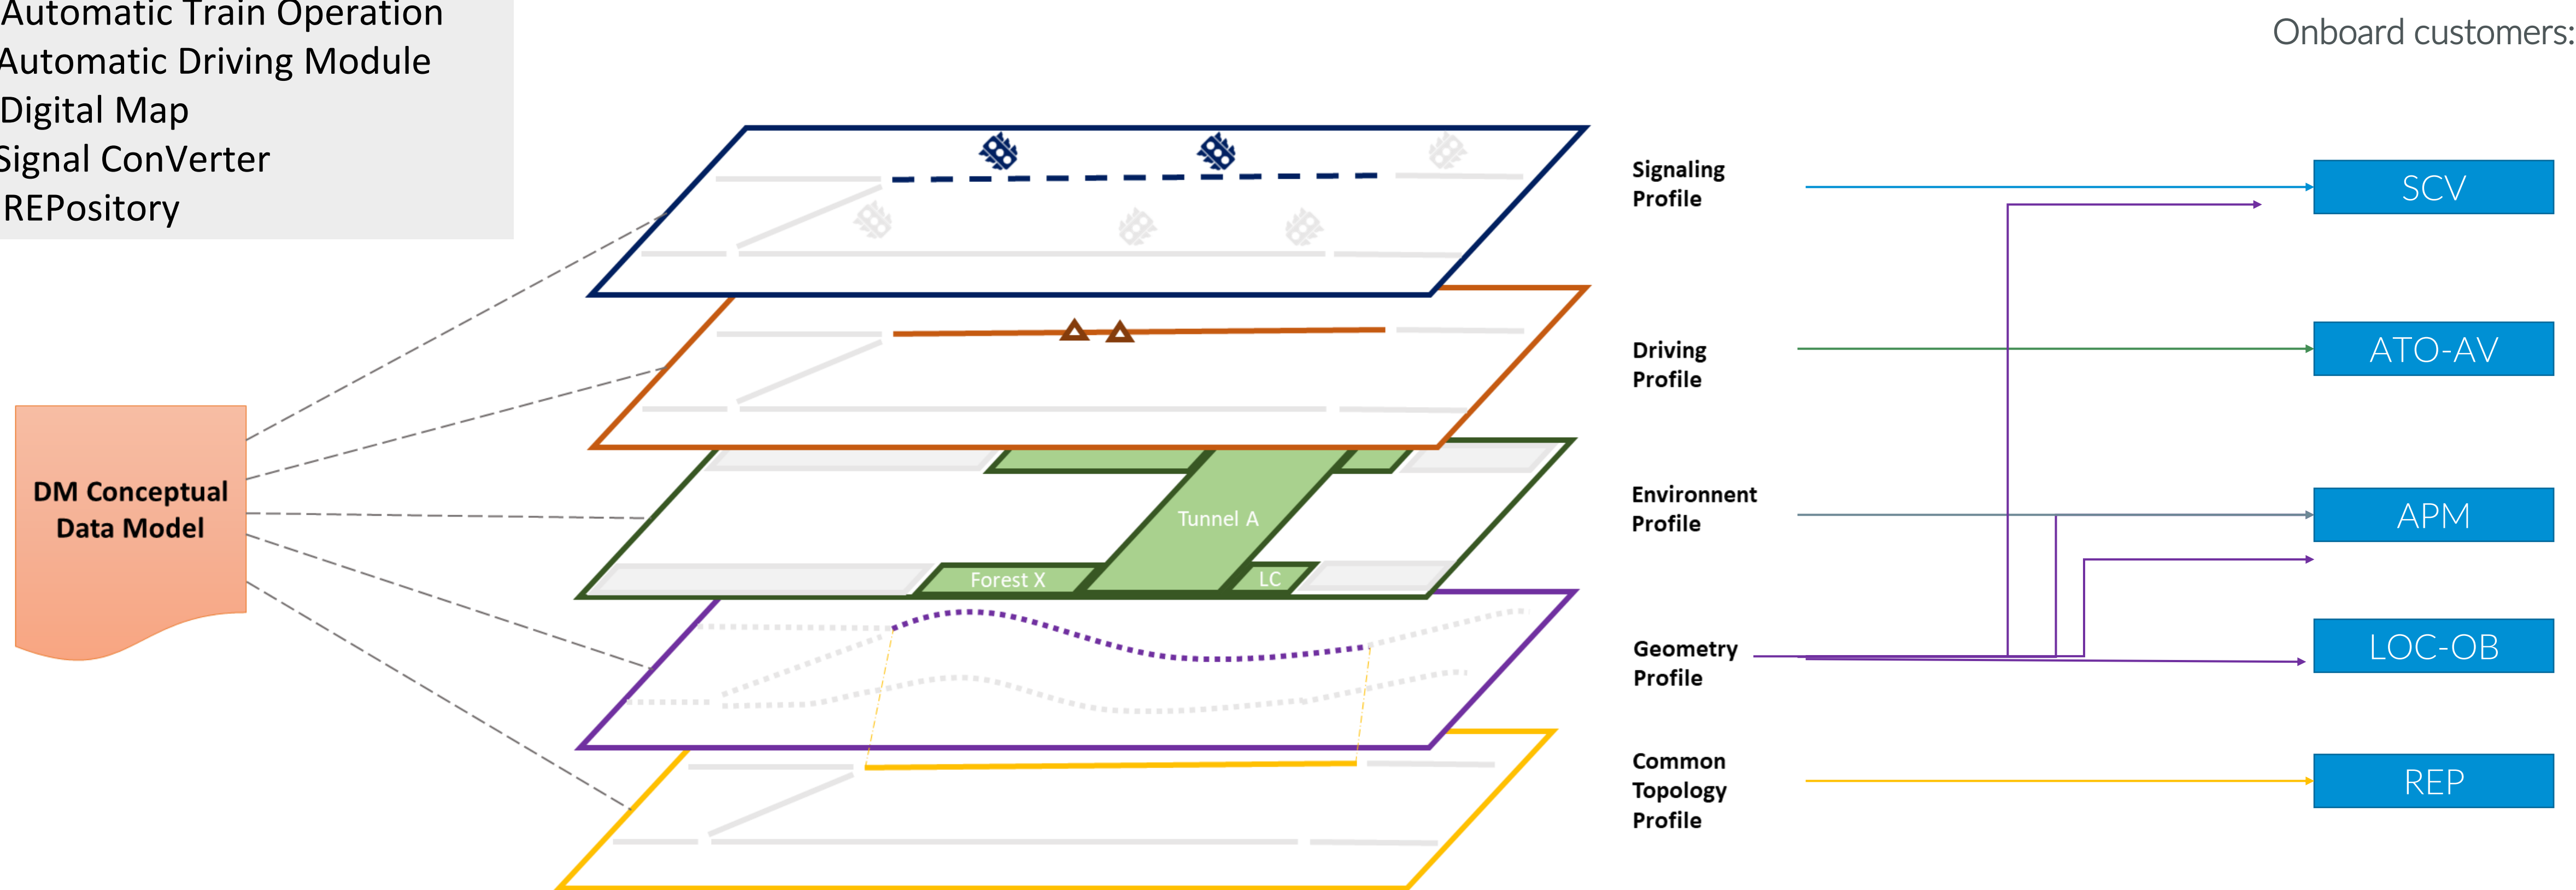 Automatic Train Operation
Automatic Driving Module
Digital Map
Signal ConVerter
REPository
Onboard customers:
Signaling
Profile
SCV
Driving
Profile
ATO-AV
DM Conceptual
Data Model
Tunnel A
Forest X
LC
Environnent
Profile
APM
Geometry
Profile
LOC-OB
Common
Topology
Profile
REP